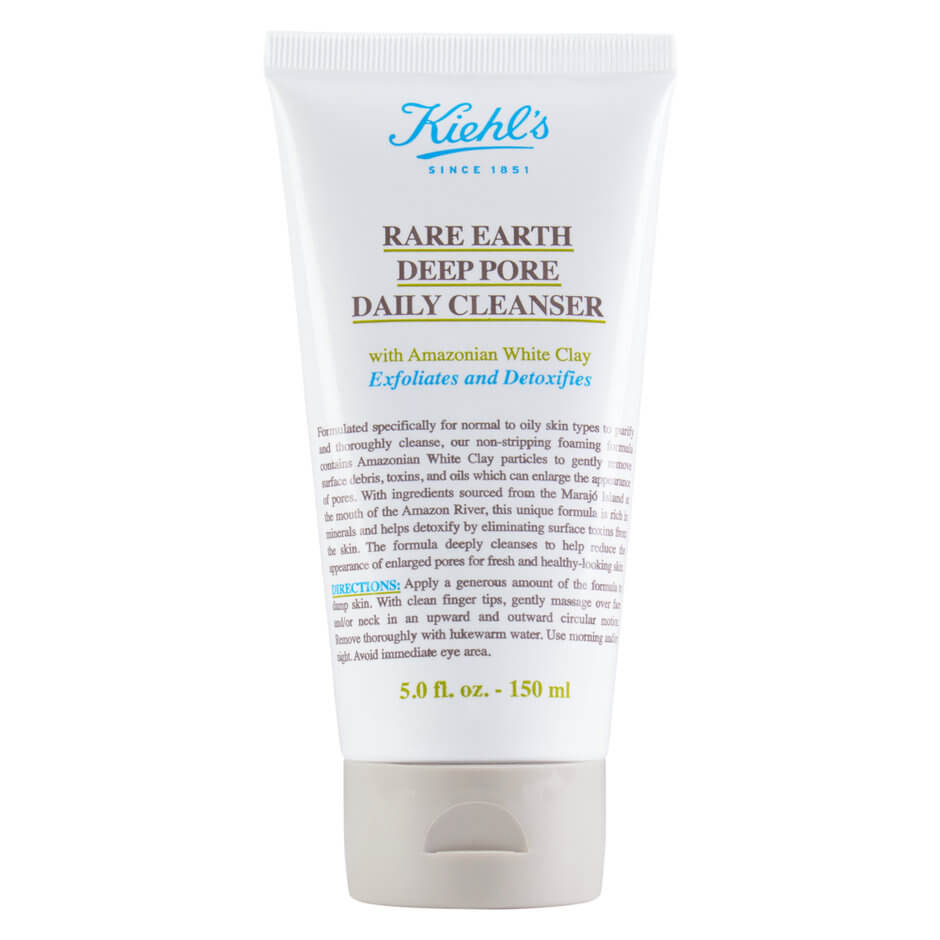 Kiehl's
SINCE 1851
RARE EARTH
DEEP PORE
DAILY CLEANSER
with Amazonian White Clay
Exfoliates and Detoxifies
Formulated specifically for normal to oily skin types to purify
and thoroughly cleanse, our non-stripping foaming formula
contains Amazonian White Clay particles to gently remove
surface debris, toxins, and oils which can enlarge the appearance
of pores. With ingredients sourced from the Marajó Island at
the mouth of the Amazon River, this unique formula is rich in
minerals and helps detoxify by eliminating surface toxins from
the skin. The formula deeply cleanses to help reduce the
appearance of enlarged pores for fresh and healthy-looking skin.
DIRECTIONS: Apply a generous amount of the formula to
damp skin. With clean finger tips, gently massage over face
and/or neck in an upward and outward circular motion.
Remove thoroughly with lukewarm water. Use morning and/or
night. Avoid immediate eye area.
5.0 fl. oz. - 150 ml